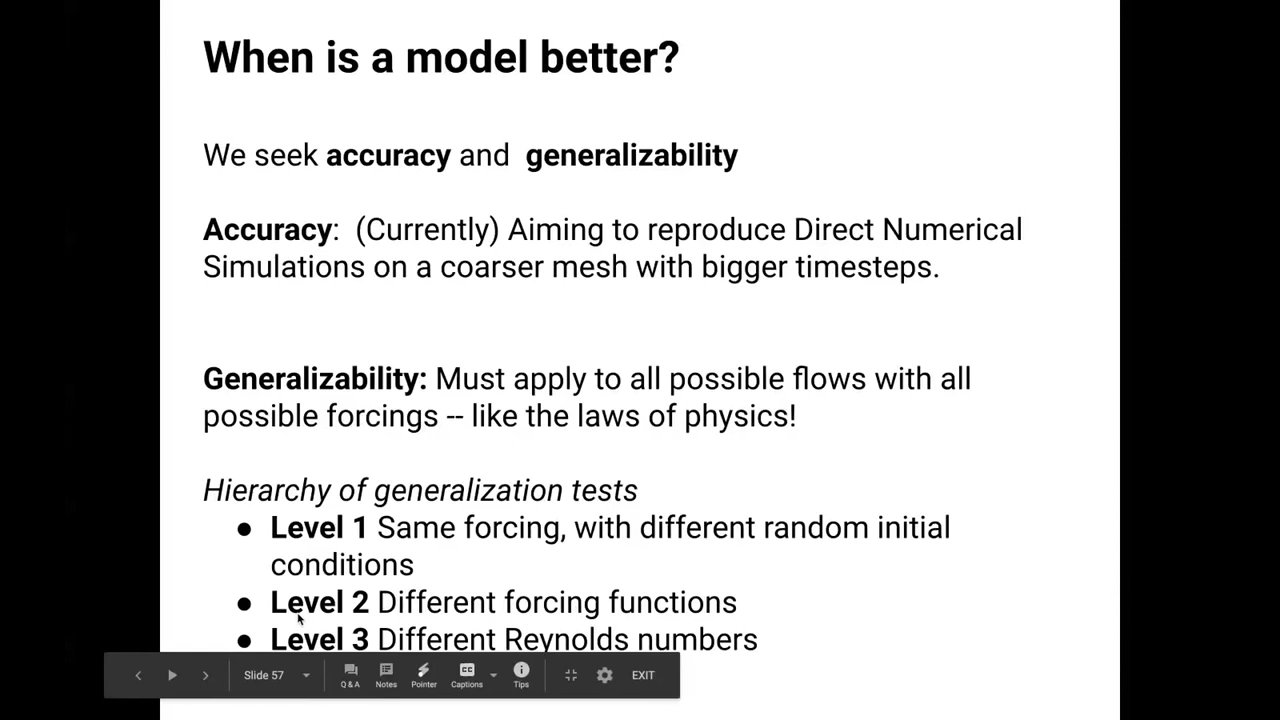 When is a model better?
We seek accuracy and generalizability
Accuracy: (Currently) Aiming to reproduce Direct Numerical
Simulations on a coarser mesh with bigger timesteps.
Generalizability: Must apply to all possible flows with all
possible forcings -- like the laws of physics!
Hierarchy of generalization tests
● Level 1 Same forcing, with different random initial
conditions
● Level 2 Different forcing functions
● Level 3 Different Reynolds numbers
Slide 57 Q & A Notes Pointer CC Captions Tips EXIT